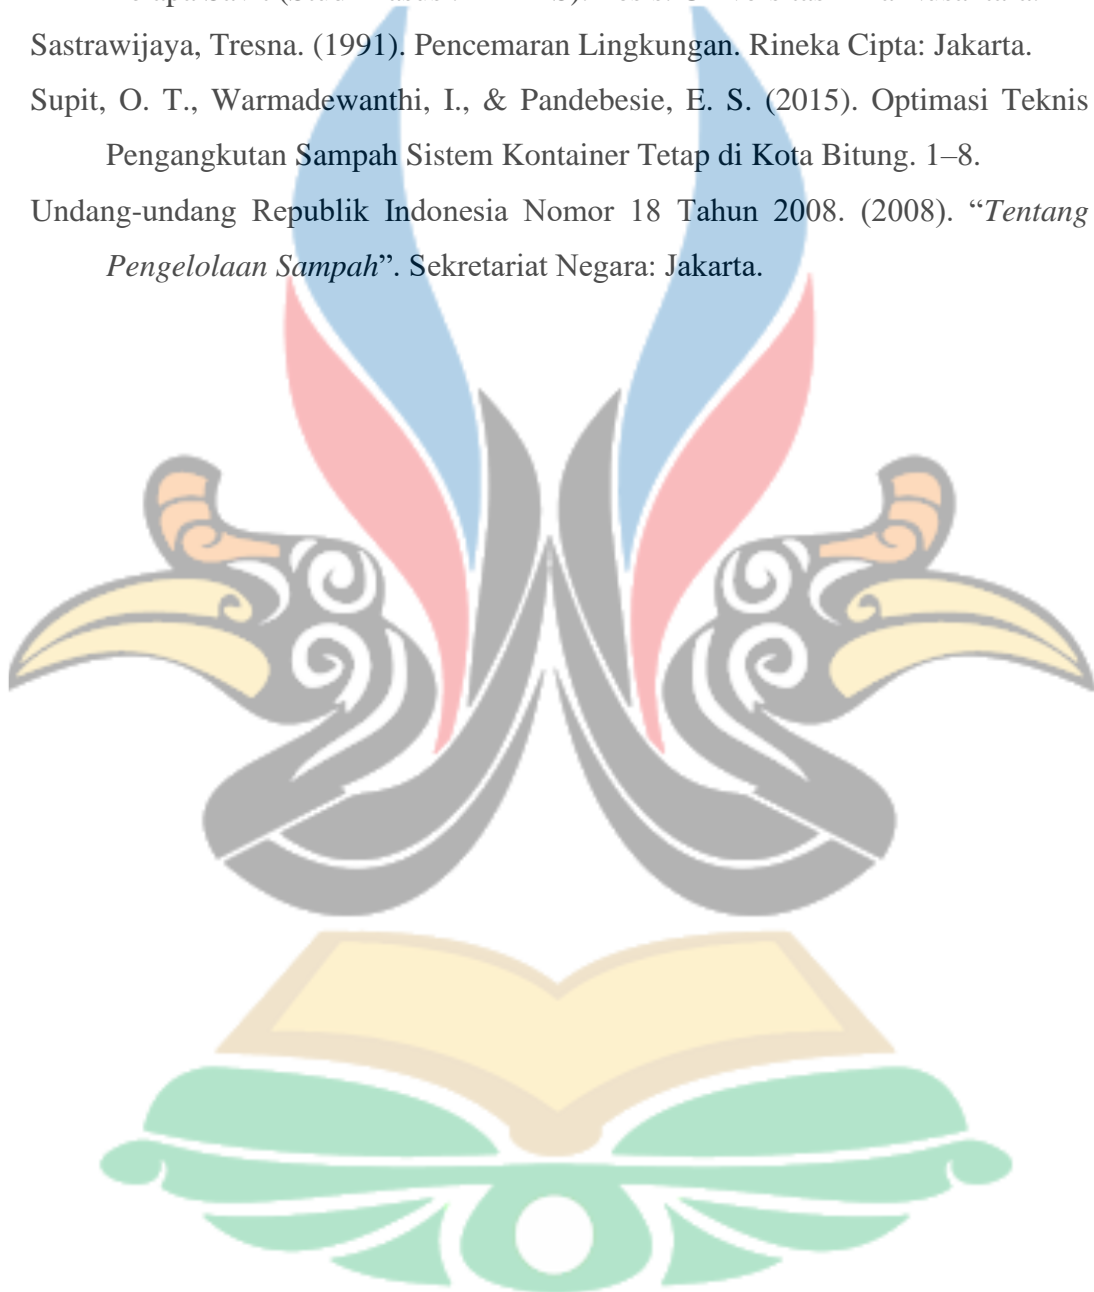 Sastrawijaya, Tresna. (1991). Pencemaran Lingkungan. Rineka Cipta: Jakarta.
Supit, O. T., Warmadewanthi, I., & Pandebesie, E. S. (2015). Optimasi Teknis
Pengangkutan Sampah Sistem Kontainer Tetap di Kota Bitung. 1–8.
Undang-undang Republik Indonesia Nomor 18 Tahun 2008. (2008). “Tentang
Pengelolaan Sampah”. Sekretariat Negara: Jakarta.